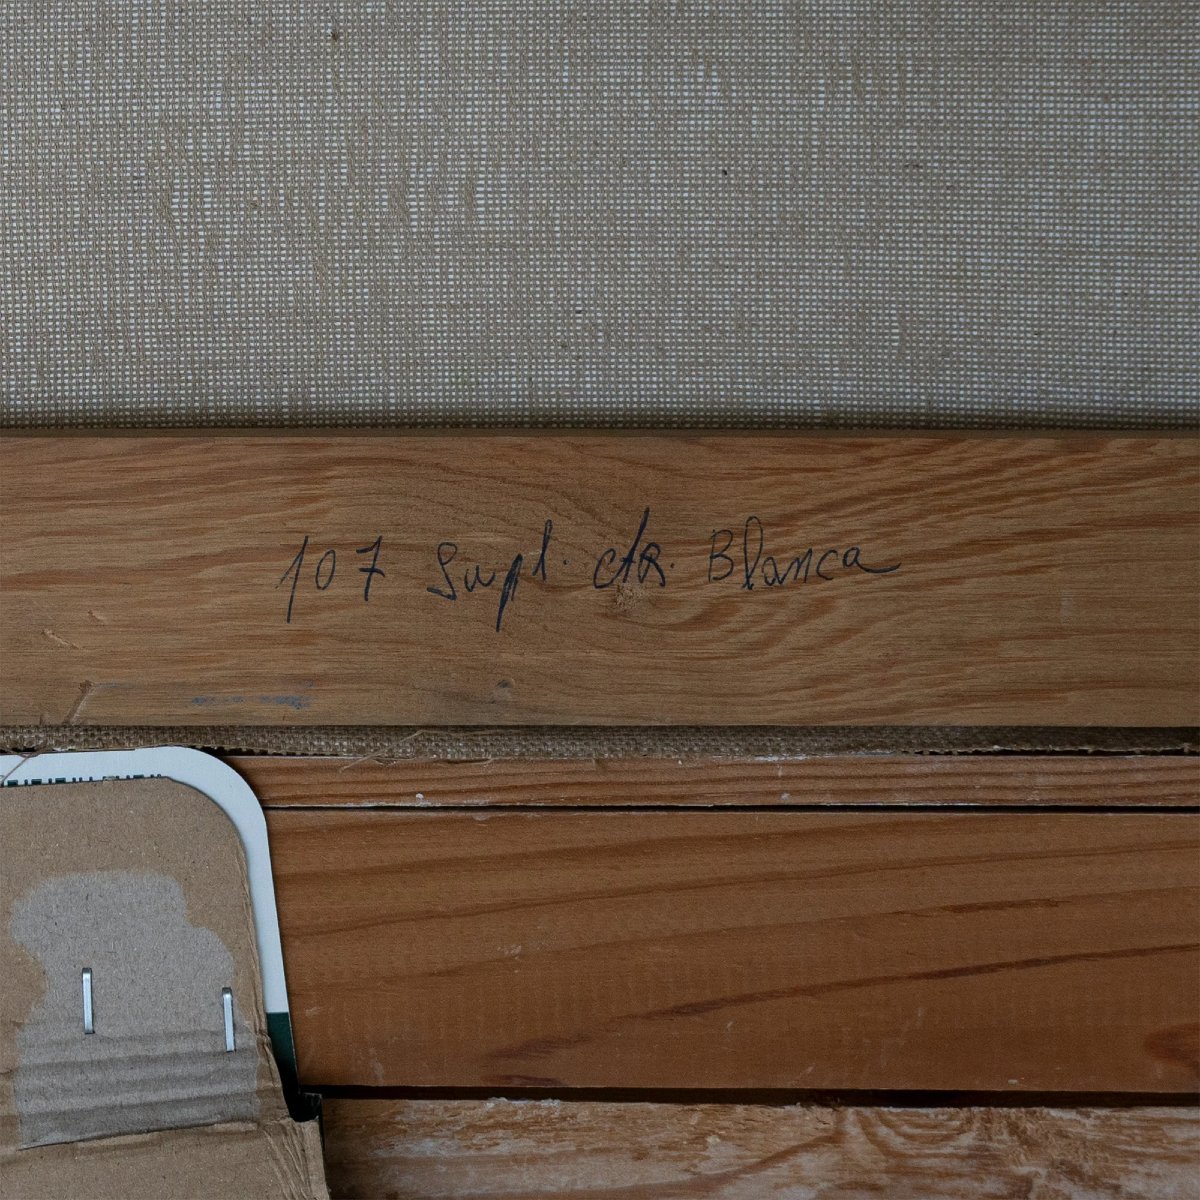 107 Supl. cta. Blanca